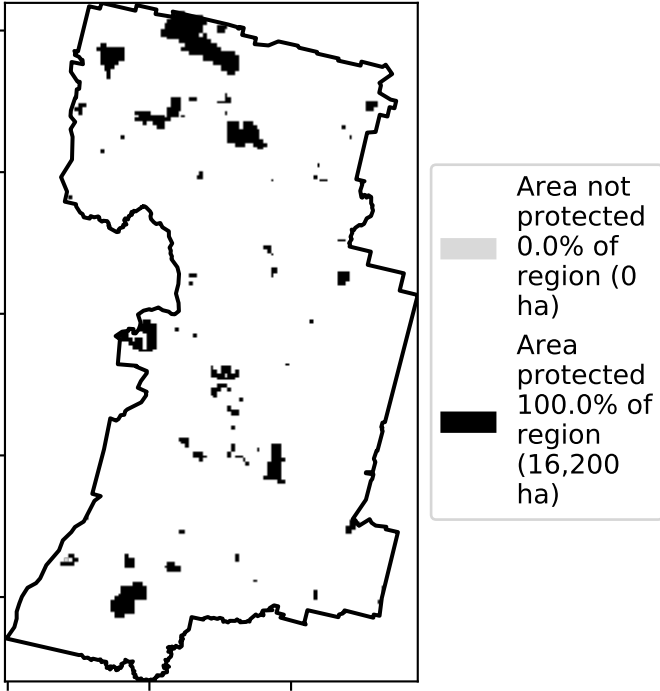 Area not
protected
0.0% of
region (0
ha)
Area
protected
100.0% of
region
(16,200
ha)